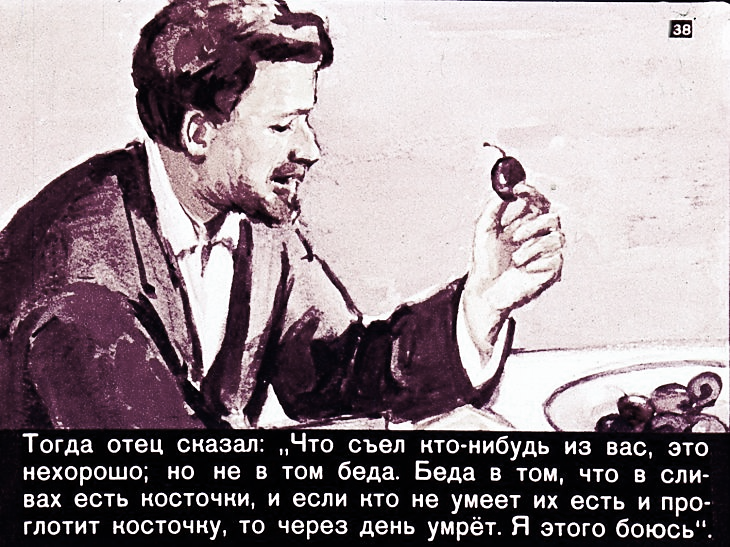 38
Тогда отец сказал: „Что съел кто-нибудь из вас, это
нехорошо; но не в том беда. Беда в том, что в сли-
вах есть косточки, и если кто не умеет их есть и про-
глотит косточку, то через день умрёт. Я этого боюсь“.